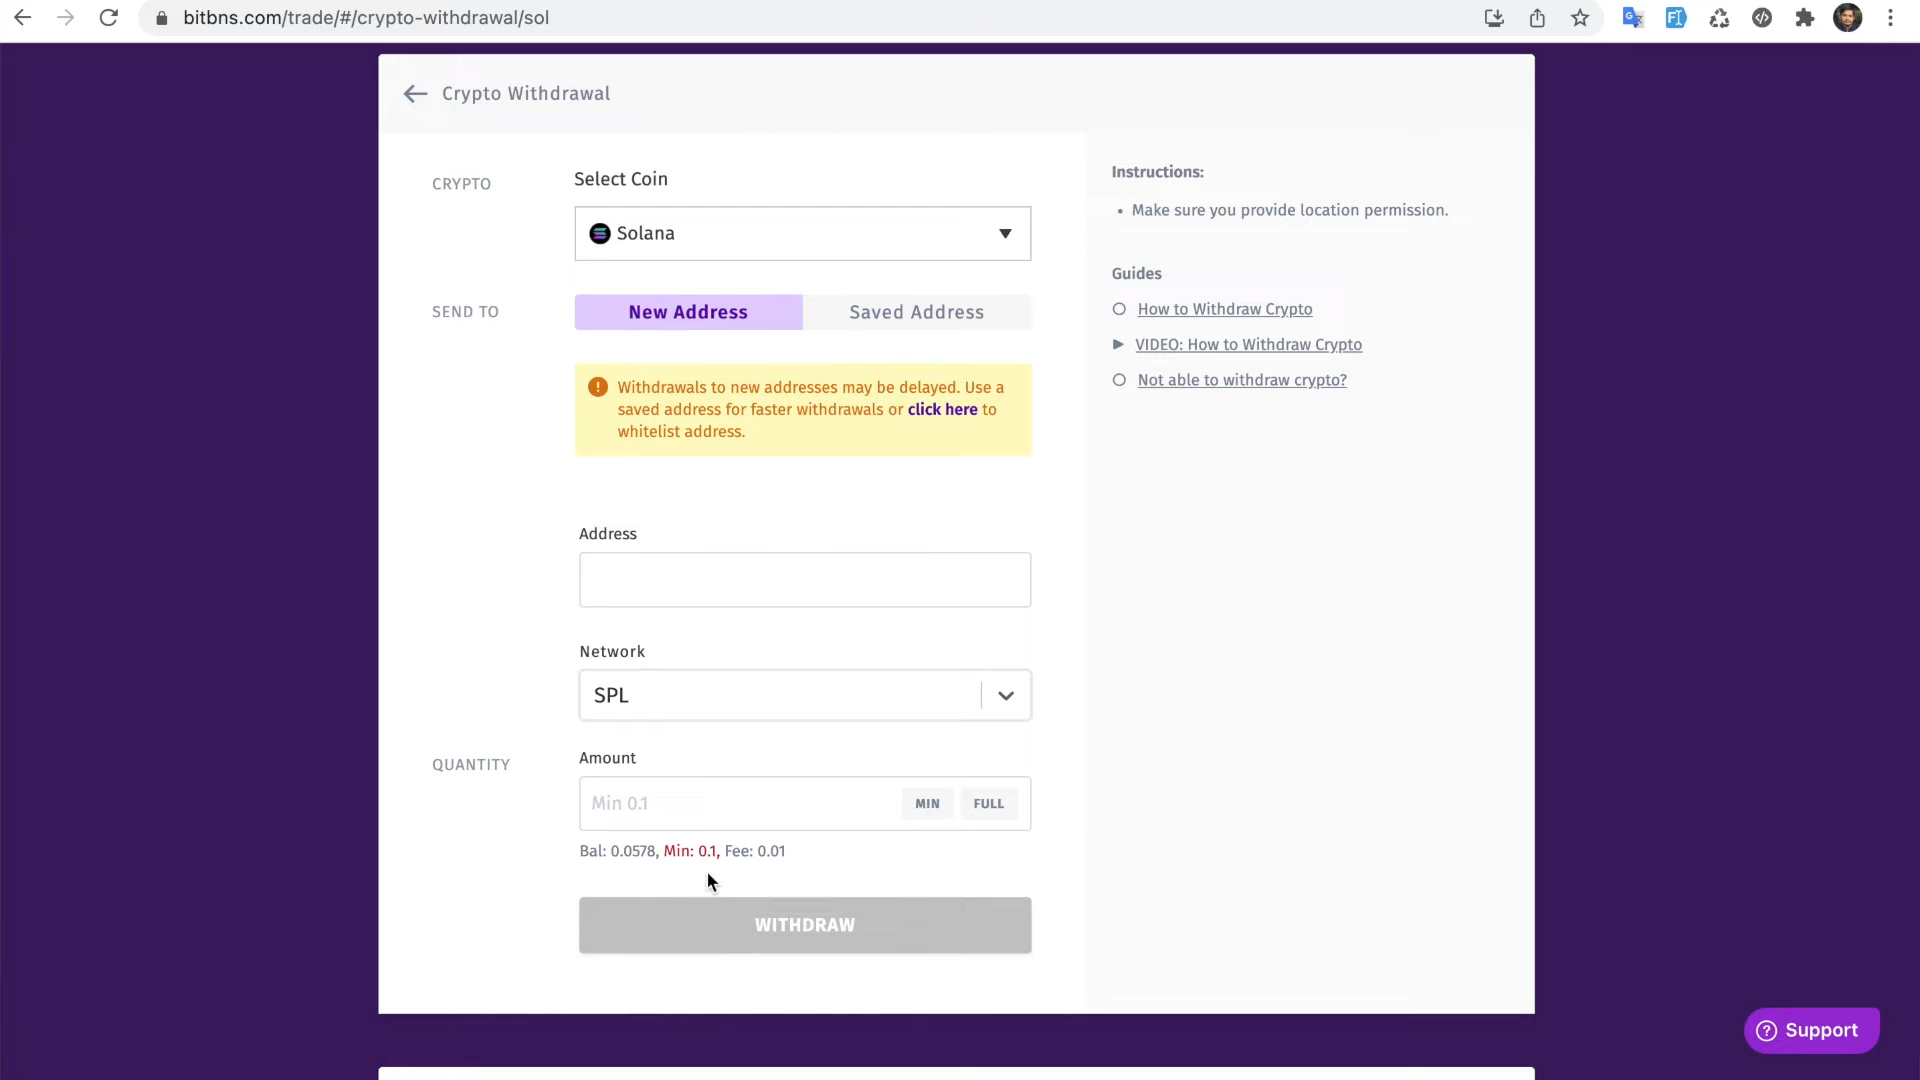 bitbns.com/trade/#/crypto-withdrawal/sol
Crypto Withdrawal
CRYPTO
Select Coin
Solana
SEND TO
New Address
Saved Address
Withdrawals to new addresses may be delayed. Use a
saved address for faster withdrawals or click here to
whitelist address.
Address
Network
SPL
QUANTITY
Amount
Min 0.1
MIN
FULL
Bal: 0.0578, Min: 0.1, Fee: 0.01
WITHDRAW
Instructions:
• Make sure you provide location permission.
Guides
How to Withdraw Crypto
VIDEO: How to Withdraw Crypto
Not able to withdraw crypto?
Support